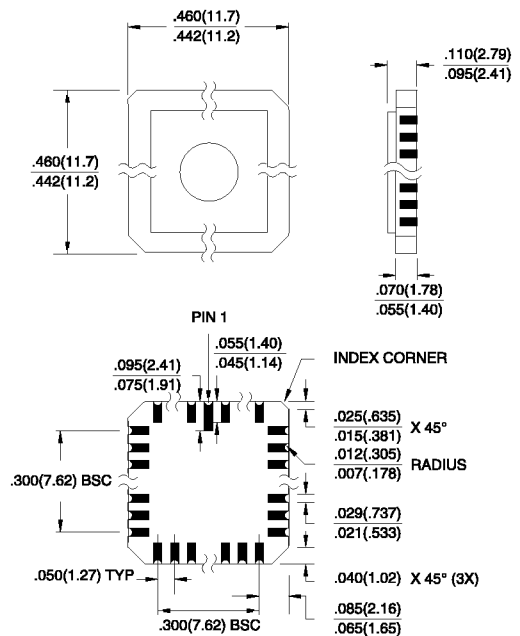 .460(11.7)
.442(11.2)
.110(2.79)
.095(2.41)
.460(11.7)
.442(11.2)
.070(1.78)
.055(1.40)
PIN 1
.055(1.40)
.045(1.14)
.095(2.41)
.075(1.91)
INDEX CORNER
.025(.635)
.015(.381)
X 45°
.012(.305)
.007(.178)
RADIUS
.300(7.62) BSC
.029(.737)
.021(.533)
.050(1.27) TYP
.040(1.02) X 45° (3X)
.085(2.16)
.065(1.65)
.300(7.62) BSC